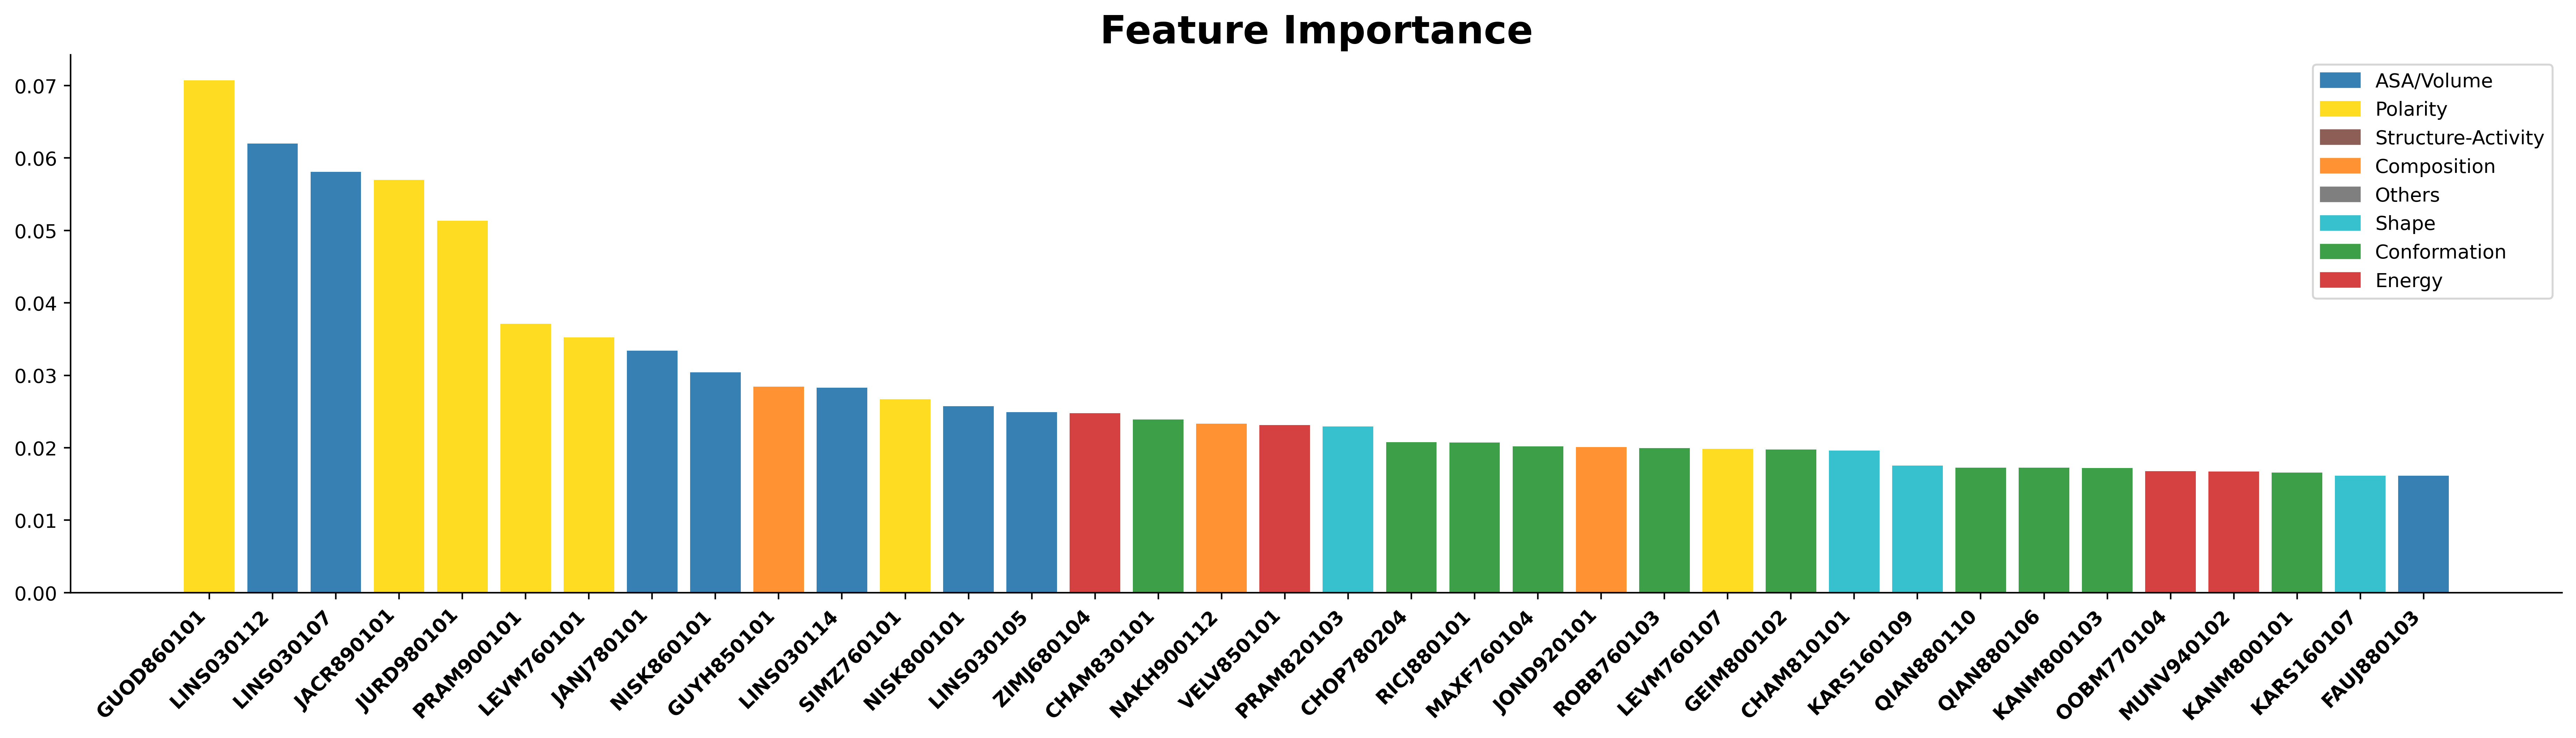 Feature Importance
0.07
0.06
0.05
0.04
0.03
0.02
0.01
0.00
ASA/Volume
Polarity
Structure-Activity
Composition
Others
Shape
Conformation
Energy
GUOD860101
LINS030112
LINS030107
JACR890101
JURD980101
PRAM900101
LEVM760101
JANJ780101
NISK860101
GUYH850101
LINS030114
SIMZ760101
NISK800101
LINS030105
ZIMJ680104
CHAM830101
NAKH900112
VELV850101
PRAM820103
CHOP780204
RICJ880101
MAXF760104
JOND920101
ROBB760103
LEVM760107
GEIM800102
CHAM810101
KARS160109
QIAN880110
QIAN880106
KANM800103
OOBM770104
MUNV940102
KANM800101
KARS160107
FAUJ880103